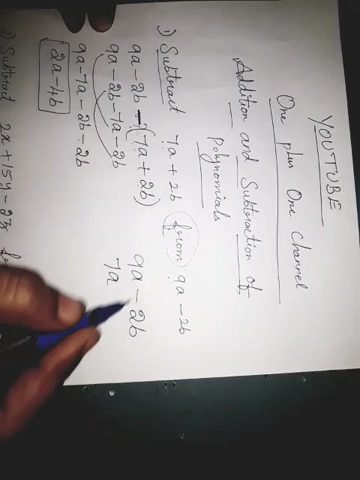 YOUTUBE
One plus One Channel
Addition and Subtraction of
Polynomials
1) Subtract 7a + 2b from 9a - 2b
9a - 2b - (7a + 2b)
9a - 2b - 7a - 2b
9a - 7a - 2b - 2b
2a - 4b
9a - 2b
7a
2) Subtract 2x + 15y - 27z